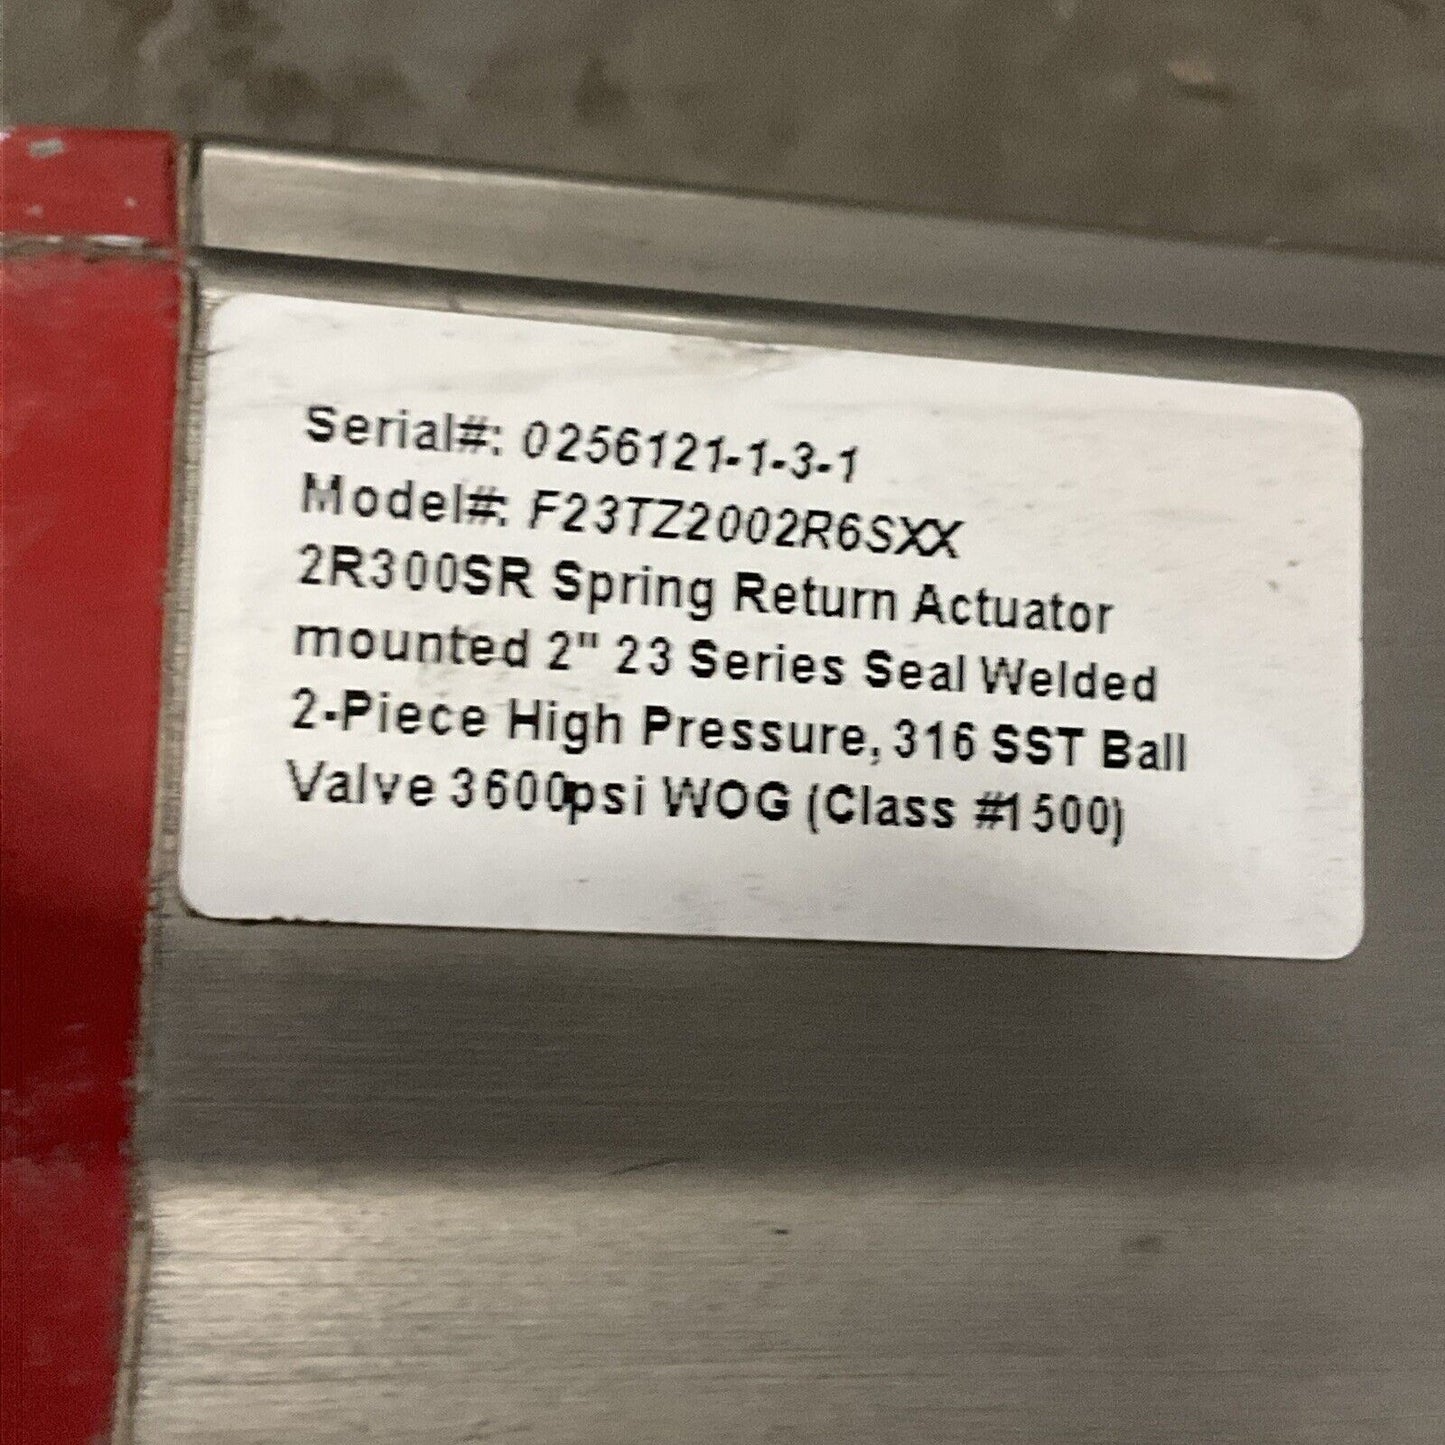 Serial#: 0256121-1-3-1
Model#: F23TZ2002R6SXX
2R300SR Spring Return Actuator
mounted 2" 23 Series Seal Welded
2-Piece High Pressure, 316 SST Ball
Valve 3600psi WOG (Class #1500)